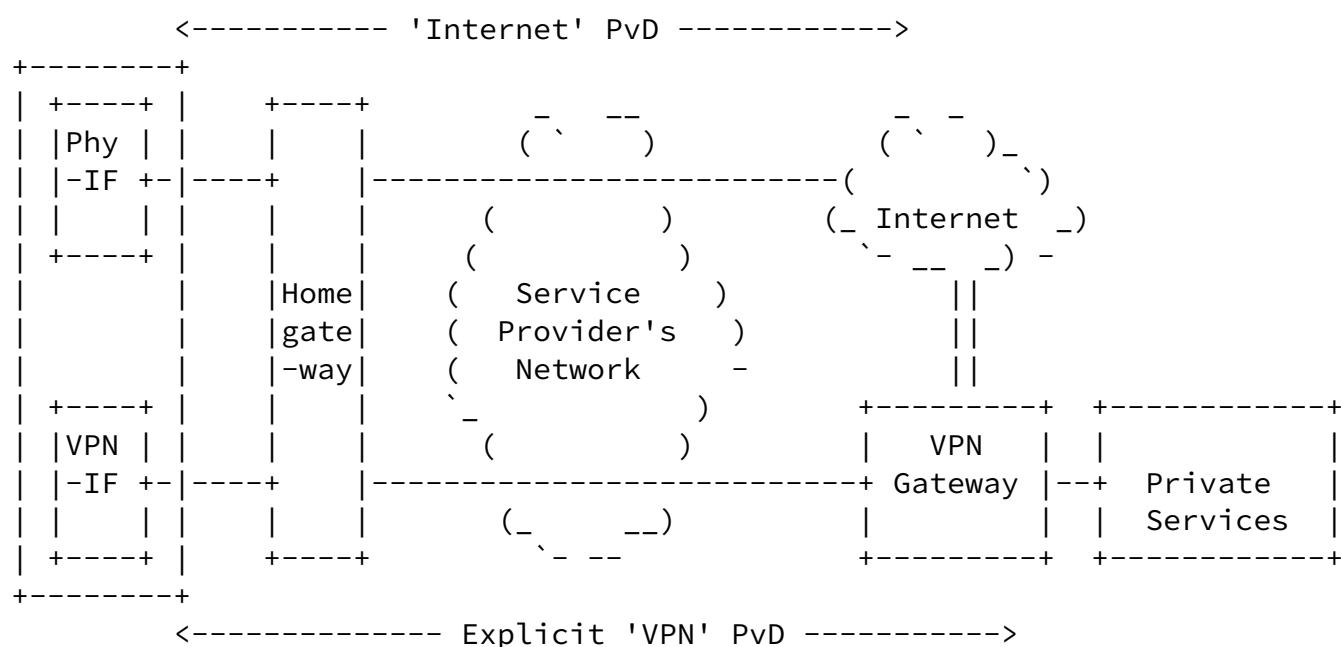 <----------- 'Internet' PvD ------------>
Phy
-IF
Internet
Home
Service
gate
Provider's
-way
Network
VPN
VPN
-IF
Gateway
Private
Services
<-------------- Explicit 'VPN' PvD ----------->